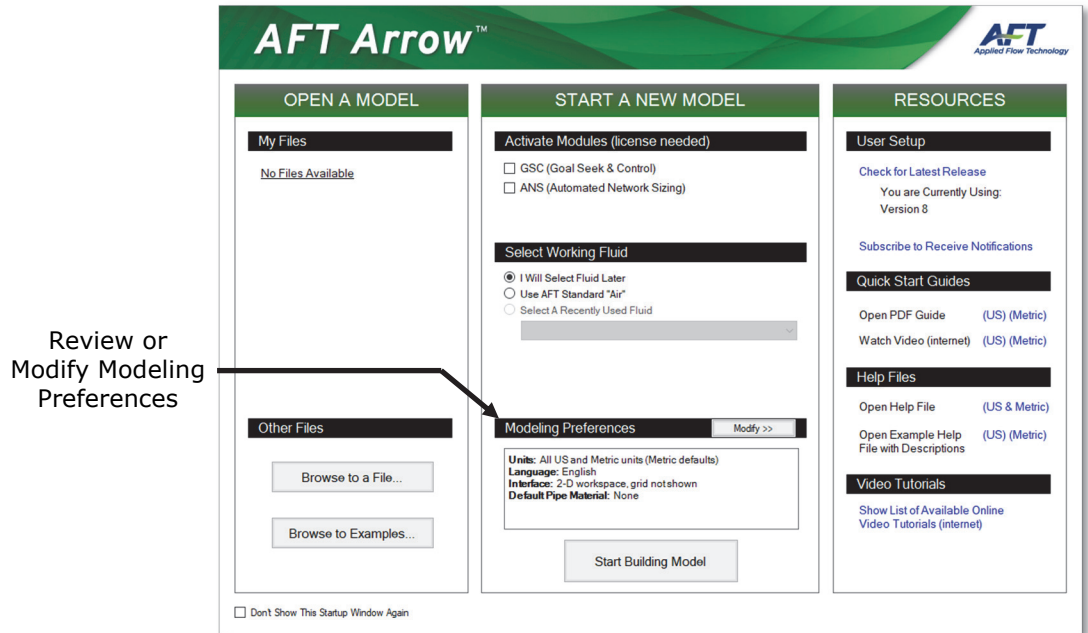 AFT Arrow™
AFT
Applied Flow Technology
OPEN A MODEL
My Files
No Files Available
Other Files
Browse to a File...
Browse to Examples...
START A NEW MODEL
Activate Modules (license needed)
GSC (Goal Seek & Control)
ANS (Automated Network Sizing)
Select Working Fluid
I Will Select Fluid Later
Use AFT Standard "Air"
Select A Recently Used Fluid
Modeling Preferences
Modify >>
Units: All US and Metric units (Metric defaults)
Language: English
Interface: 2-D workspace, grid not shown
Default Pipe Material: None
Start Building Model
RESOURCES
User Setup
Check for Latest Release
You are Currently Using:
Version 8
Subscribe to Receive Notifications
Quick Start Guides
Open PDF Guide (US) (Metric)
Watch Video (internet) (US) (Metric)
Help Files
Open Help File (US & Metric)
Open Example Help (US) (Metric)
File with Descriptions
Video Tutorials
Show List of Available Online
Video Tutorials (internet)
Don't Show This Startup Window Again
Review or
Modify Modeling
Preferences